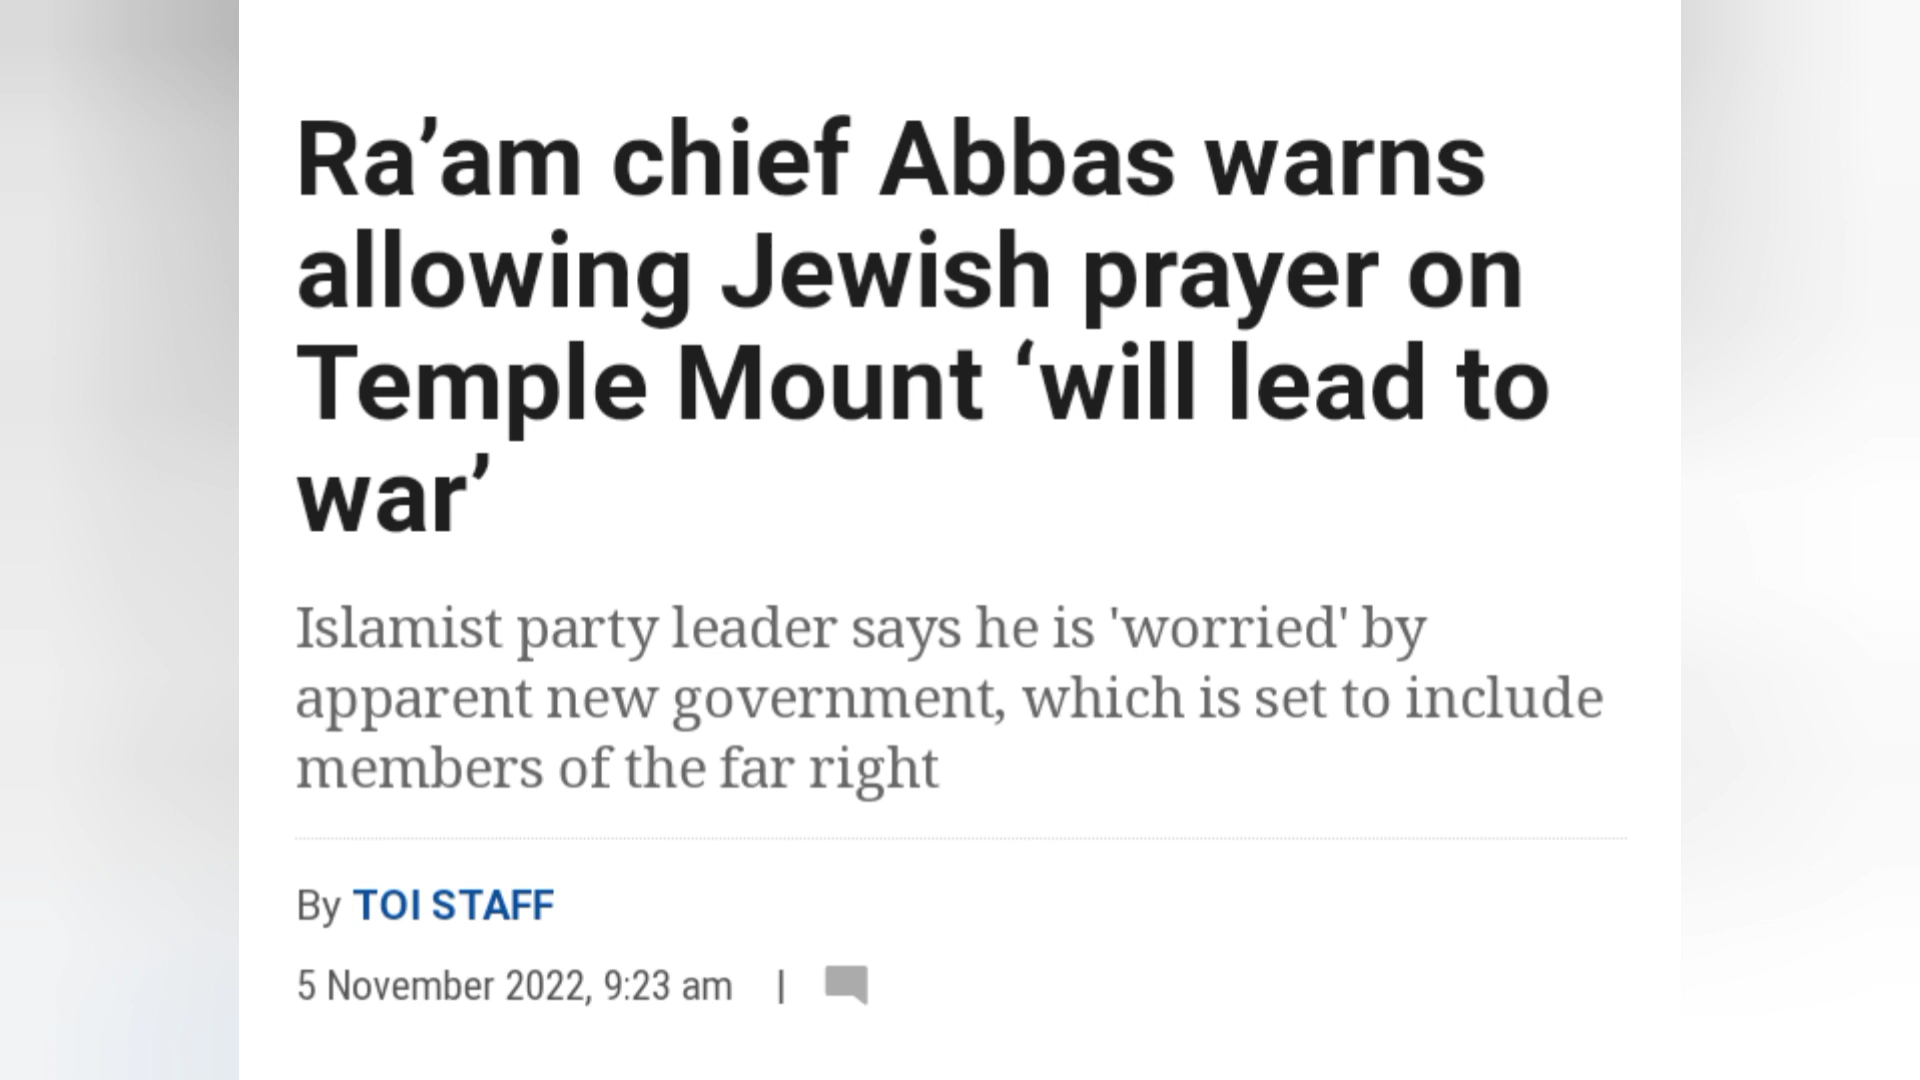 Ra’am chief Abbas warns
allowing Jewish prayer on
Temple Mount ‘will lead to
war’
Islamist party leader says he is 'worried' by
apparent new government, which is set to include
members of the far right
By TOI STAFF
5 November 2022, 9:23 am |